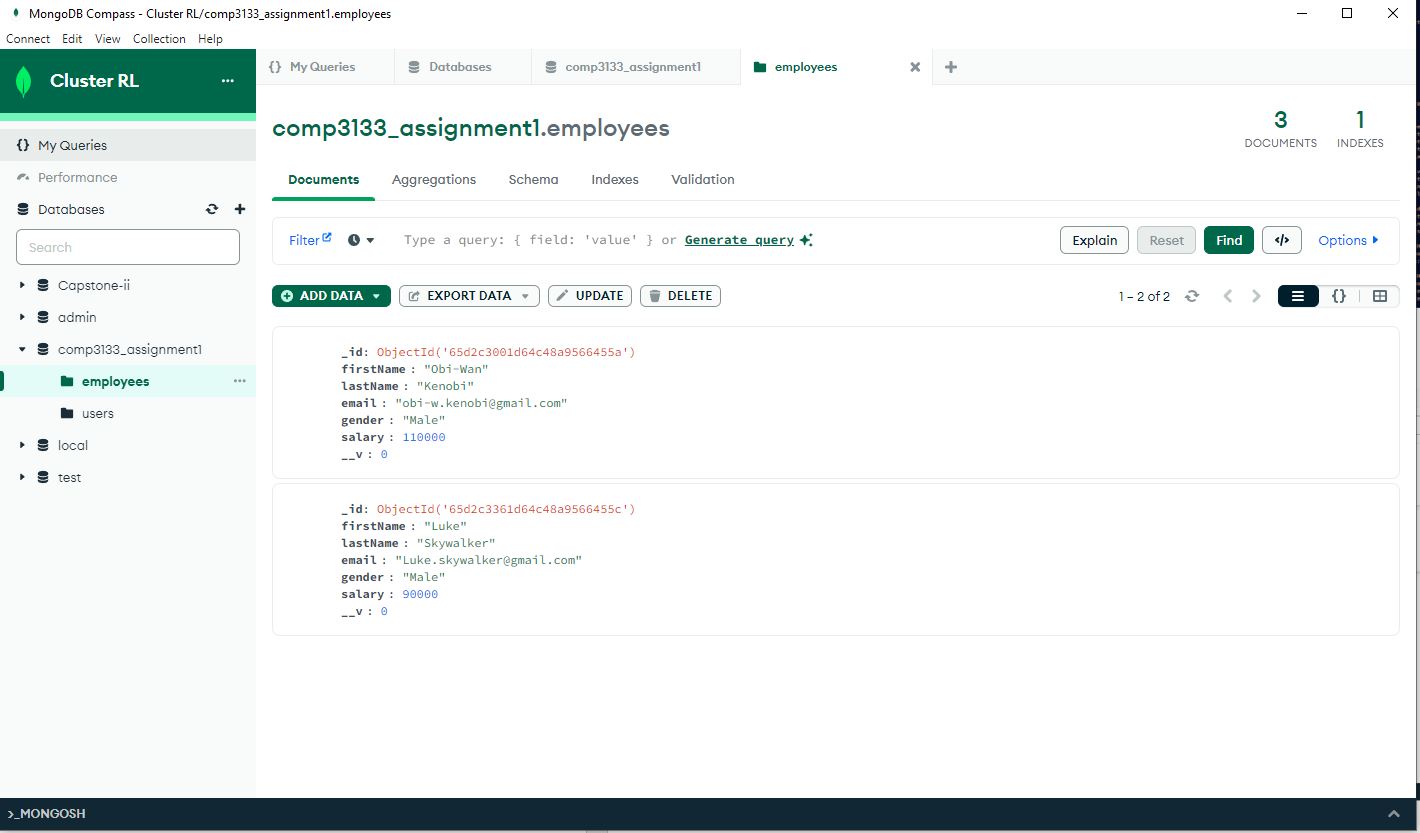 MongoDB Compass - Cluster RL/comp3133_assignment1.employees
Connect Edit View Collection Help
Cluster RL
My Queries
Performance
Databases
Search
Capstone-ii
admin
comp3133_assignment1
employees
users
local
test
{} My Queries
Databases
comp3133_assignment1
employees
comp3133_assignment1.employees
3
DOCUMENTS
1
INDEXES
Documents Aggregations Schema Indexes Validation
Filter Type a query: { field: 'value' } or Generate query Explain Reset Find </> Options
ADD DATA EXPORT DATA UPDATE DELETE 1 – 2 of 2 {}
_id: ObjectId('65d2c3001d64c48a9566455a')
firstName : "Obi-Wan"
lastName : "Kenobi"
email : "obi-w.kenobi@gmail.com"
gender : "Male"
salary : 110000
__v : 0
_id: ObjectId('65d2c3361d64c48a9566455c')
firstName : "Luke"
lastName : "Skywalker"
email : "Luke.skywalker@gmail.com"
gender : "Male"
salary : 90000
__v : 0
>_MONGOSH